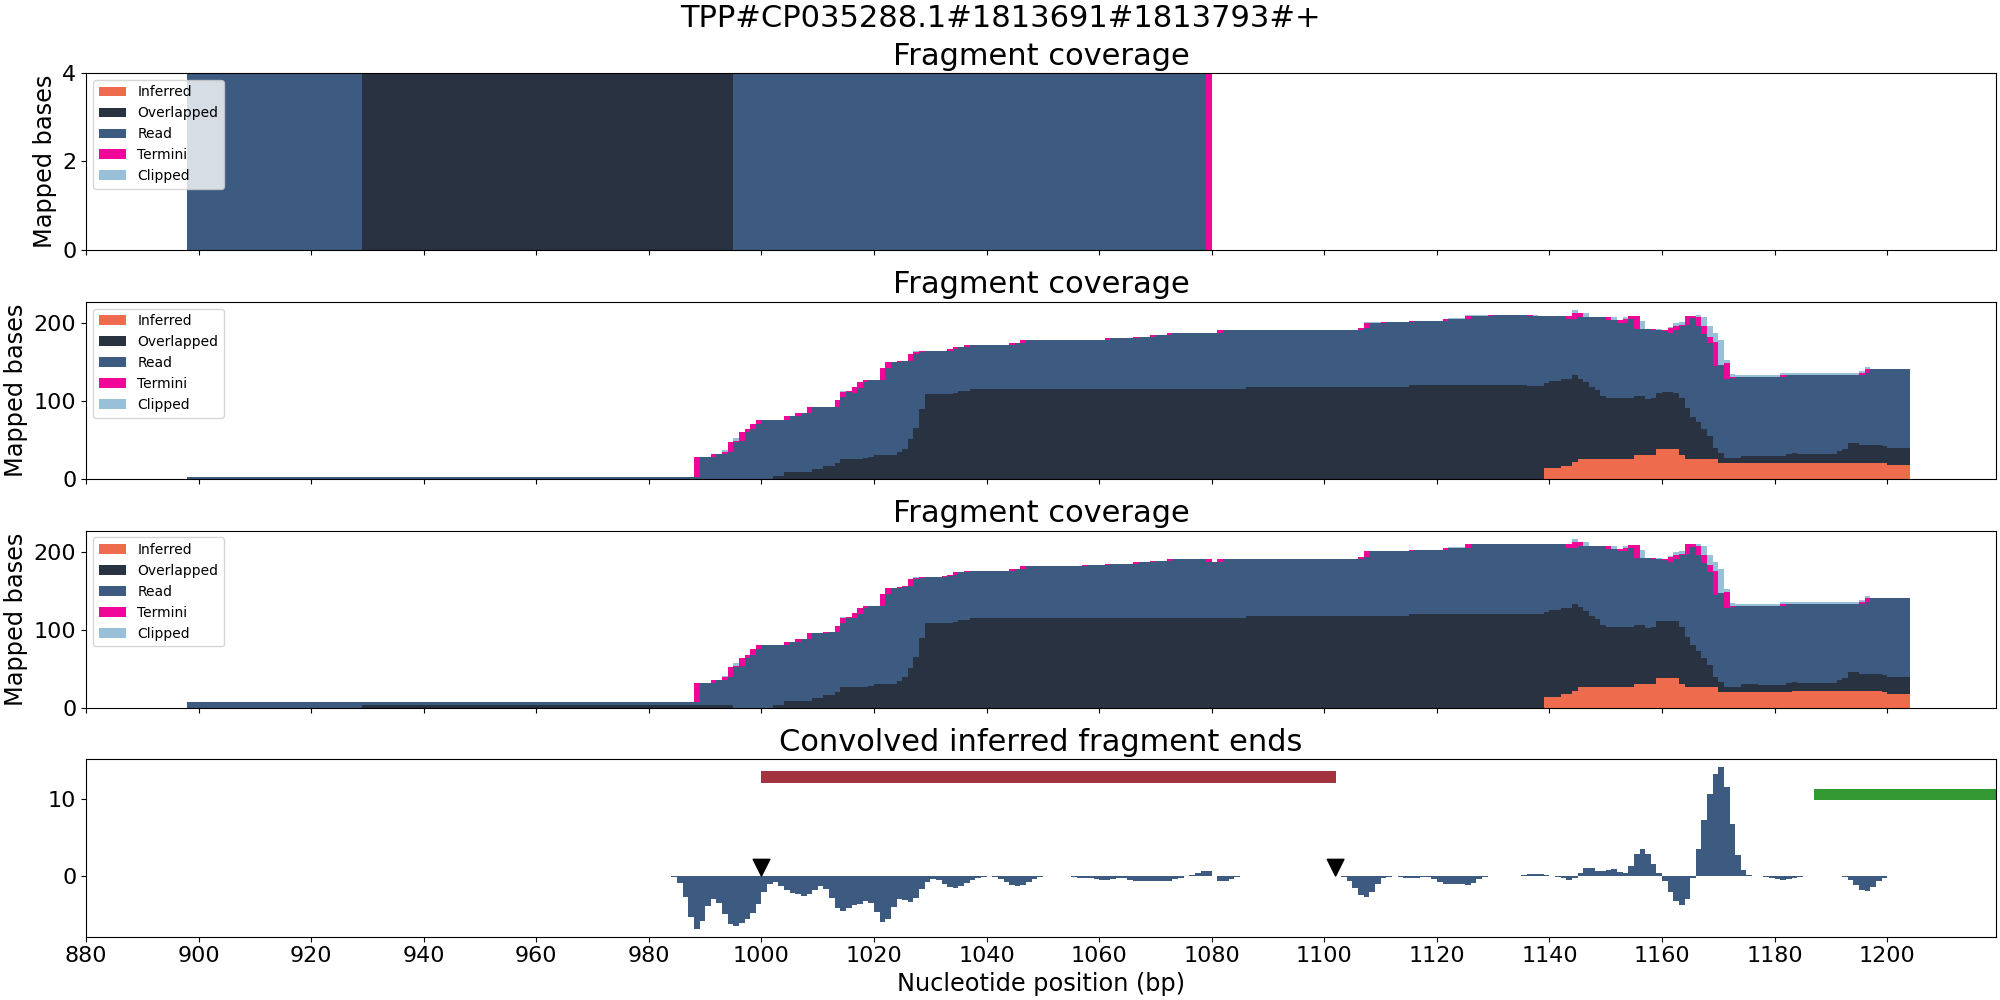 TPP#CP035288.1#1813691#1813793#+
Fragment coverage
Mapped bases
4
2
0
Inferred
Overlapped
Read
Termini
Clipped
Fragment coverage
Mapped bases
200
100
0
Inferred
Overlapped
Read
Termini
Clipped
Fragment coverage
Mapped bases
200
100
0
Inferred
Overlapped
Read
Termini
Clipped
Convolved inferred fragment ends
10
0
880 900 920 940 960 980 1000 1020 1040 1060 1080 1100 1120 1140 1160 1180 1200
Nucleotide position (bp)